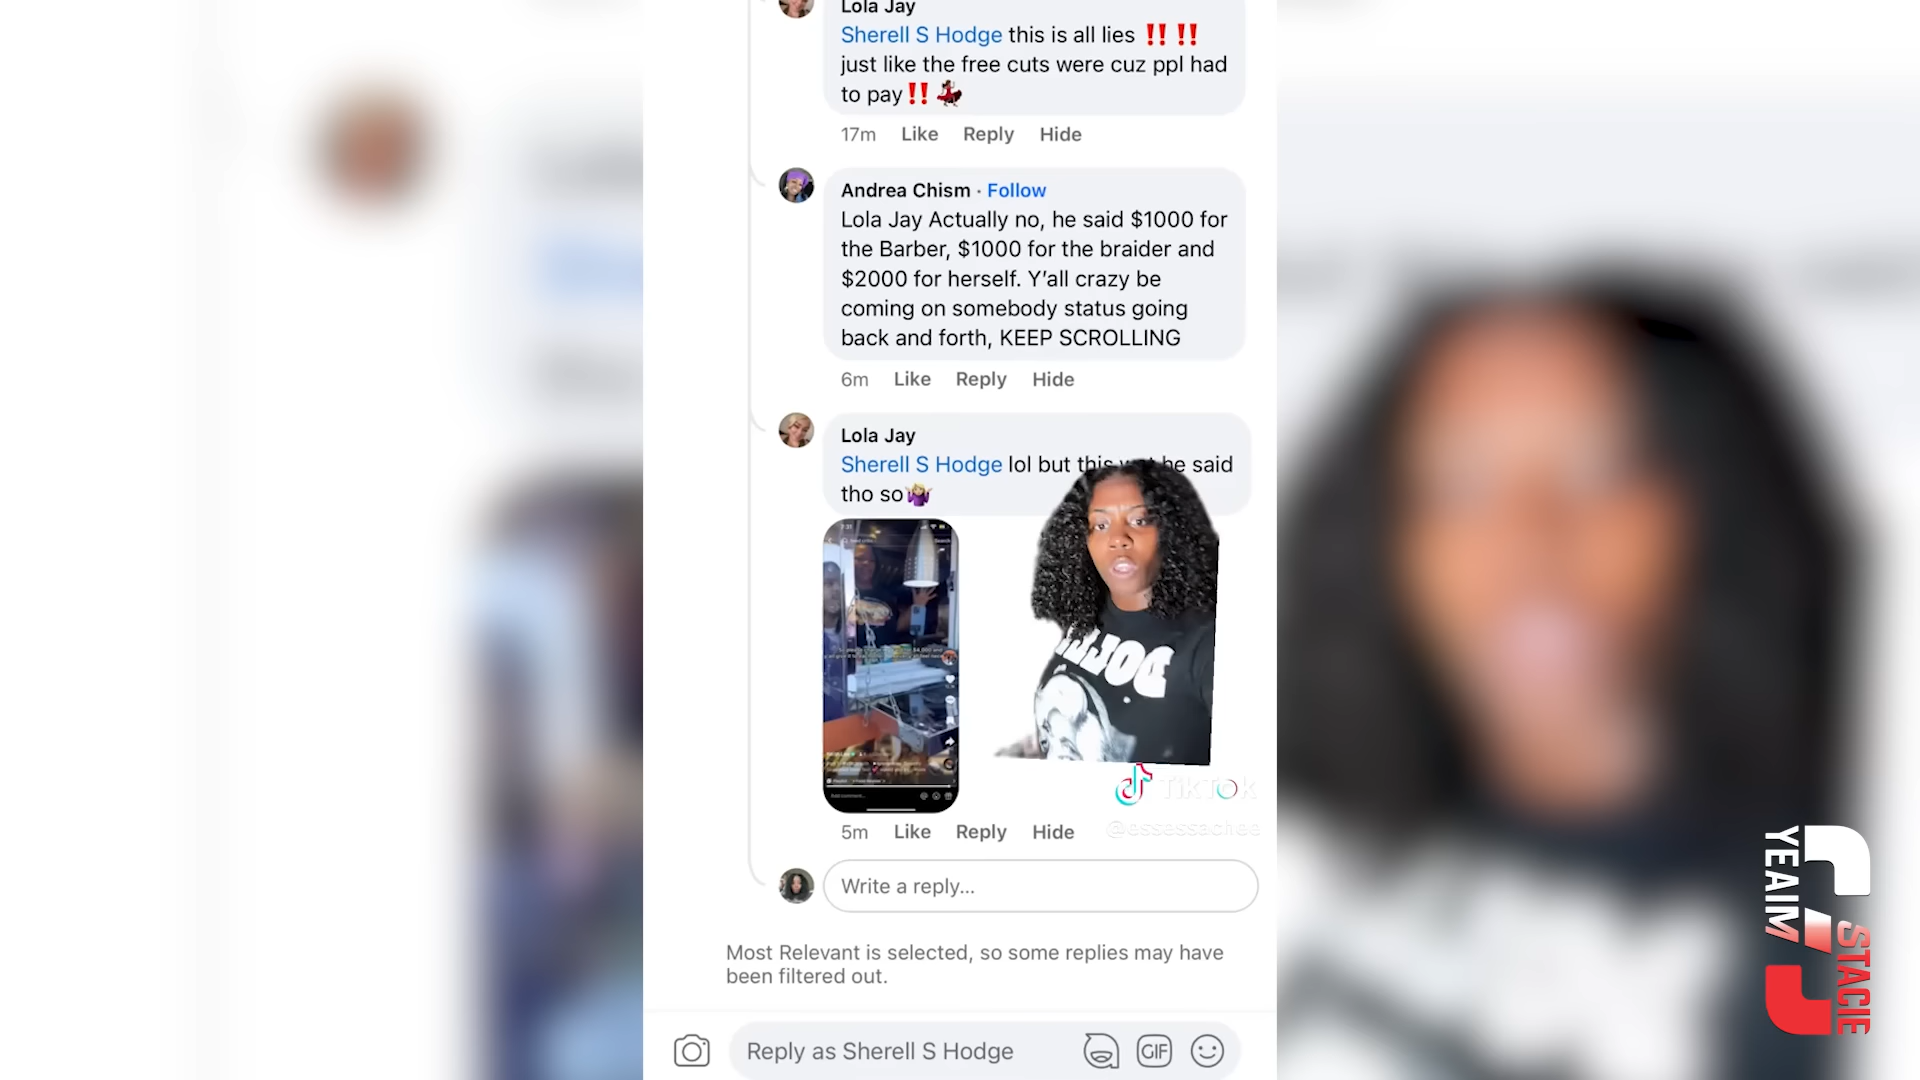 Lola Jay
Sherell S Hodge this is all lies ‼️ ‼️
just like the free cuts were cuz ppl had
to pay‼️💃🏿
17m Like Reply Hide
Andrea Chism · Follow
Lola Jay Actually no, he said $1000 for
the Barber, $1000 for the braider and
$2000 for herself. Y'all crazy be
coming on somebody status going
back and forth, KEEP SCROLLING
6m Like Reply Hide
Lola Jay
Sherell S Hodge lol but this he said
tho so🤷🏼‍♀️
5m Like Reply Hide
TikTok
@essessachee
Write a reply...
Most Relevant is selected, so some replies may have
been filtered out.
Reply as Sherell S Hodge
GIF
YEAIM
STACIE